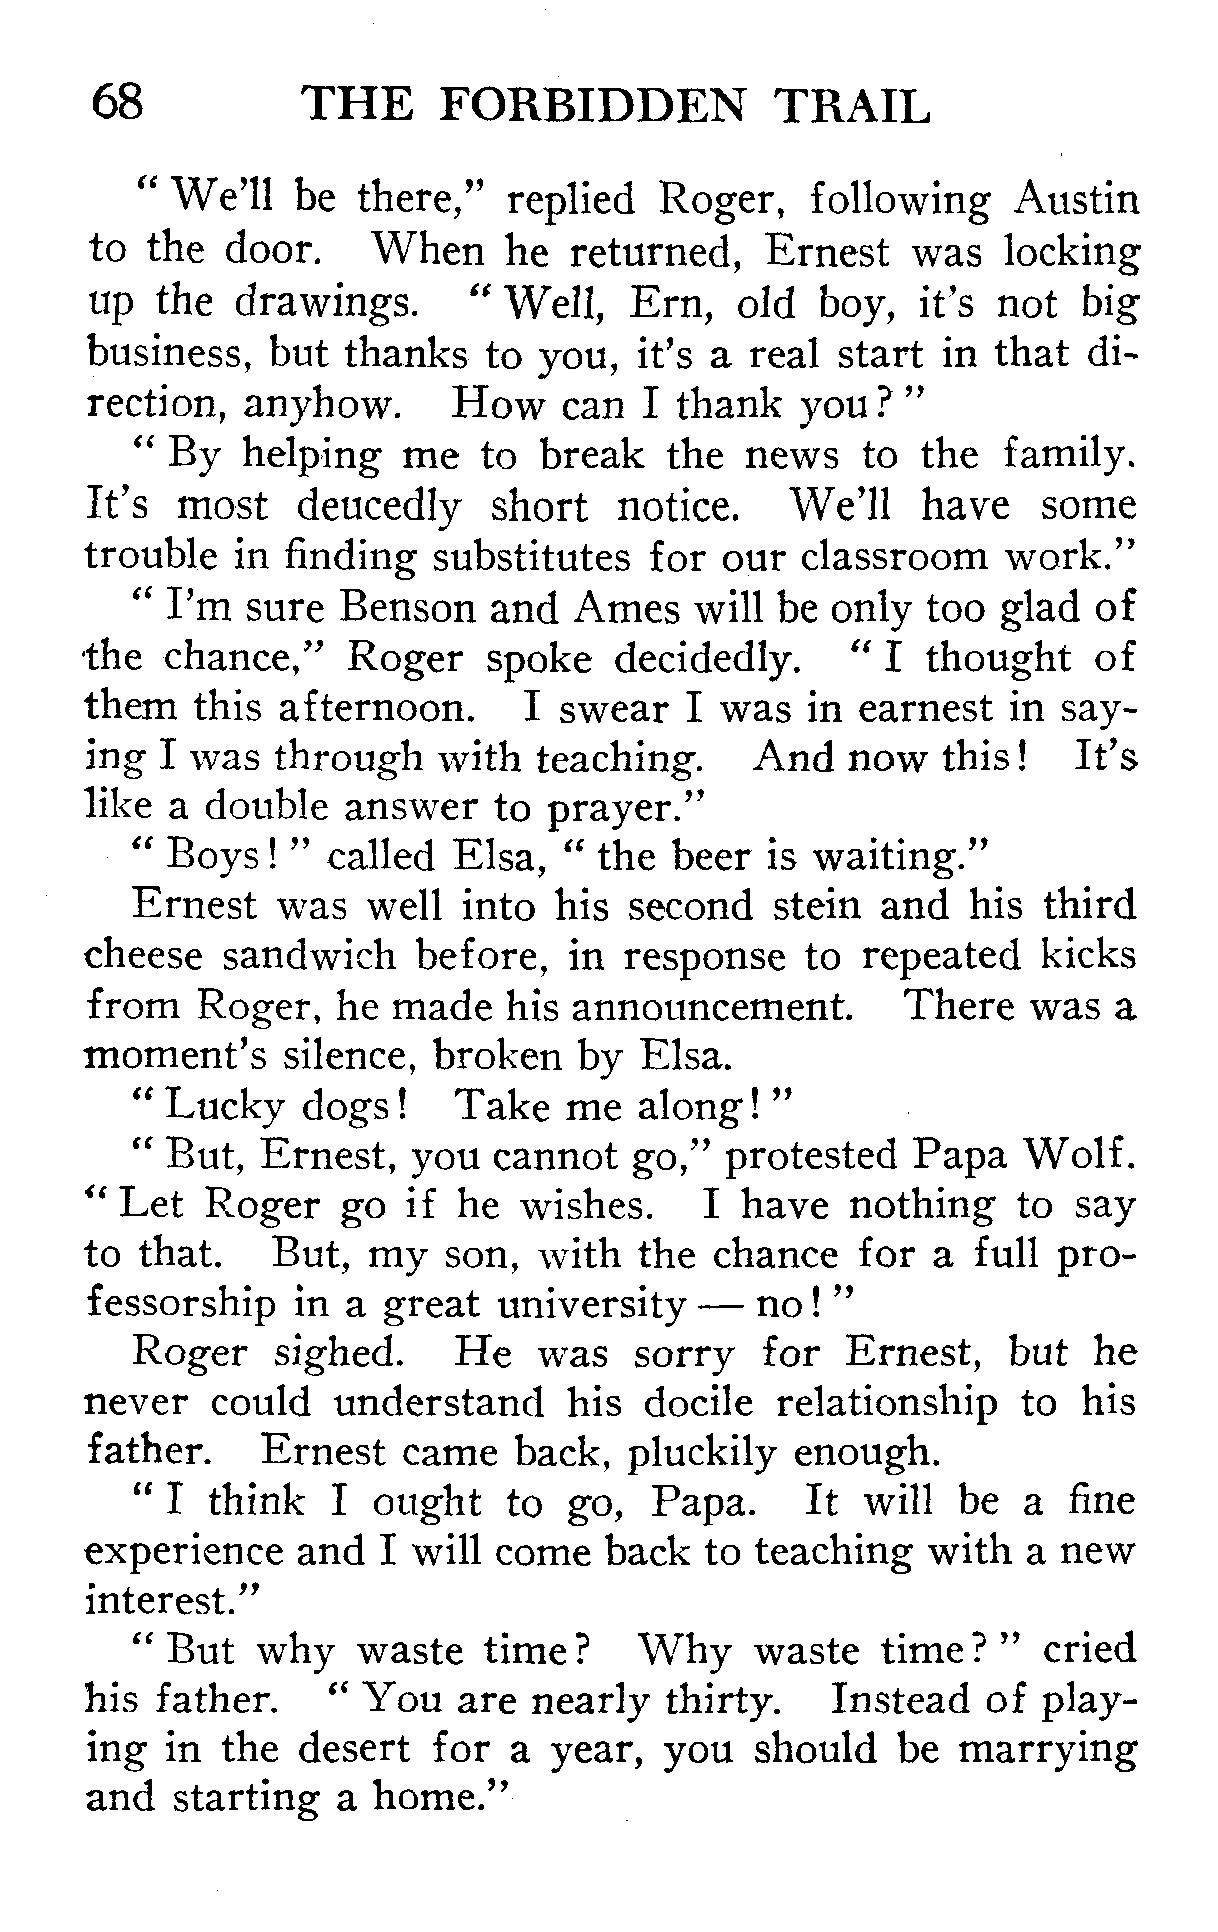 68 THE FORBIDDEN TRAIL
" We'll be there," replied Roger, following Austin
to the door. When he returned, Ernest was locking
up the drawings. " Well, Ern, old boy, it's not big
business, but thanks to you, it's a real start in that di-
rection, anyhow. How can I thank you? "
" By helping me to break the news to the family.
It's most deucedly short notice. We'll have some
trouble in finding substitutes for our classroom work."
" I'm sure Benson and Ames will be only too glad of
the chance," Roger spoke decidedly. " I thought of
them this afternoon. I swear I was in earnest in say-
ing I was through with teaching. And now this! It's
like a double answer to prayer."
" Boys! " called Elsa, " the beer is waiting."
Ernest was well into his second stein and his third
cheese sandwich before, in response to repeated kicks
from Roger, he made his announcement. There was a
moment's silence, broken by Elsa.
" Lucky dogs! Take me along! "
" But, Ernest, you cannot go," protested Papa Wolf.
" Let Roger go if he wishes. I have nothing to say
to that. But, my son, with the chance for a full pro-
fessorship in a great university — no! "
Roger sighed. He was sorry for Ernest, but he
never could understand his docile relationship to his
father. Ernest came back, pluckily enough.
" I think I ought to go, Papa. It will be a fine
experience and I will come back to teaching with a new
interest."
" But why waste time? Why waste time? " cried
his father. " You are nearly thirty. Instead of play-
ing in the desert for a year, you should be marrying
and starting a home."